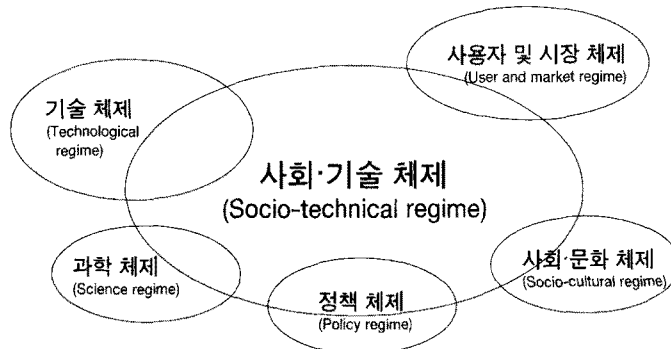 사용자 및 시장 체제
(User and market regime)
기술 체제
(Technological
regime)
사회·기술 체제
(Socio-technical regime)
과학 체제
(Science regime)
정책 체제
(Policy regime)
사회·문화 체제
(Socio-cultural regime)